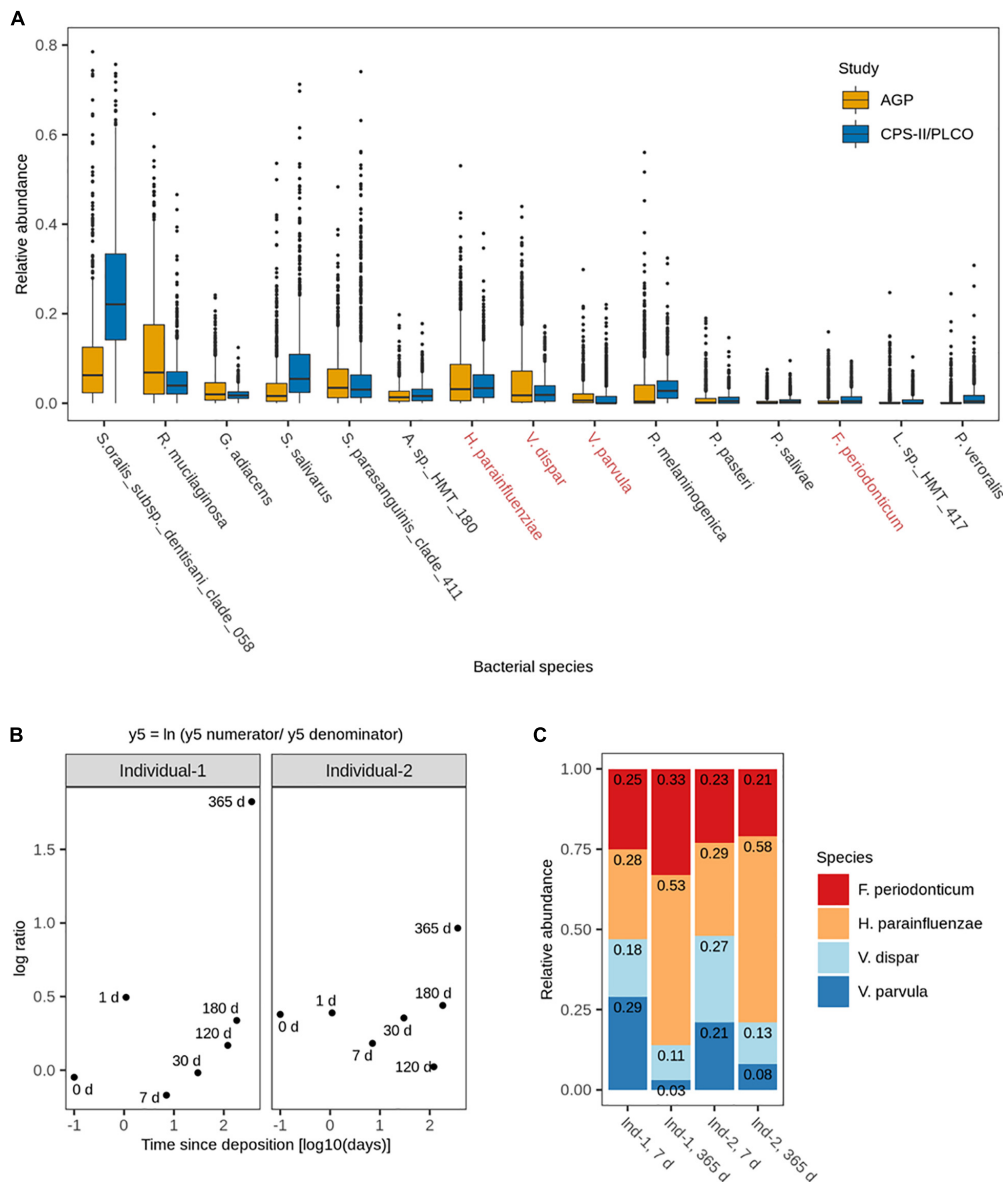 A
Relative abundance
0.8
0.6
0.4
0.2
0.0
Study
AGP
CPS-II/PLCO
S.oralis_subsp._dentisani_clade_058
R. mucilaginosa
G. adiacens
S. salivarus
S. parasanguinis_clade_411
A. sp._HMT_180
H. parainfluenziae
V. dispar
V. parvula
P. melaninogenica
P. pasteri
P. salivae
F. periodonticum
L. sp._HMT_417
P. veroralis
Bacterial species
B
y5 = ln (y5 numerator/ y5 denominator)
Individual-1
Individual-2
log ratio
1.5
1.0
0.5
0.0
365 d
1 d
180 d
120 d
30 d
0 d
7 d
365 d
180 d
1 d
0 d
30 d
7 d
120 d
-1 0 1 2
-1 0 1 2
Time since deposition [log10(days)]
C
Relative abundance
1.00
0.75
0.50
0.25
0.00
0.25 0.33 0.23 0.21
0.28 0.53 0.29 0.58
0.18 0.11 0.27 0.13
0.29 0.03 0.21 0.08
Ind-1, 7 d
Ind-1, 365 d
Ind-2, 7 d
Ind-2, 365 d
Species
F. periodonticum
H. parainfluenzae
V. dispar
V. parvula